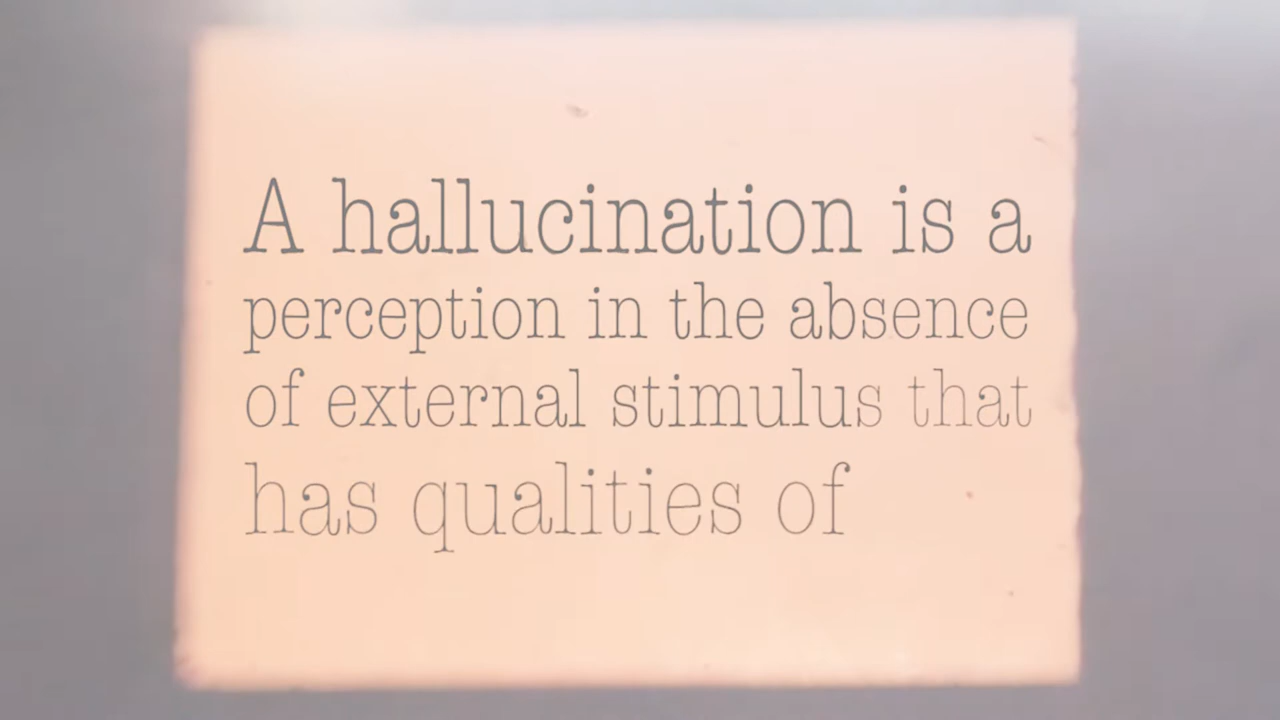 A hallucination is a
perception in the absence
of external stimulus that
has qualities of